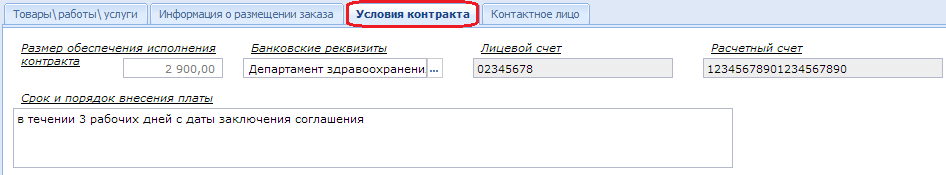 Товары\работы\услуги Информация о размещении заказа Условия контракта Контактное лицо
Размер обеспечения исполнения контракта Банковские реквизиты Лицевой счет Расчетный счет
2 900,00 Департамент здравоохранени ... 02345678 12345678901234567890
Срок и порядок внесения платы
в течении 3 рабочих дней с даты заключения соглашения